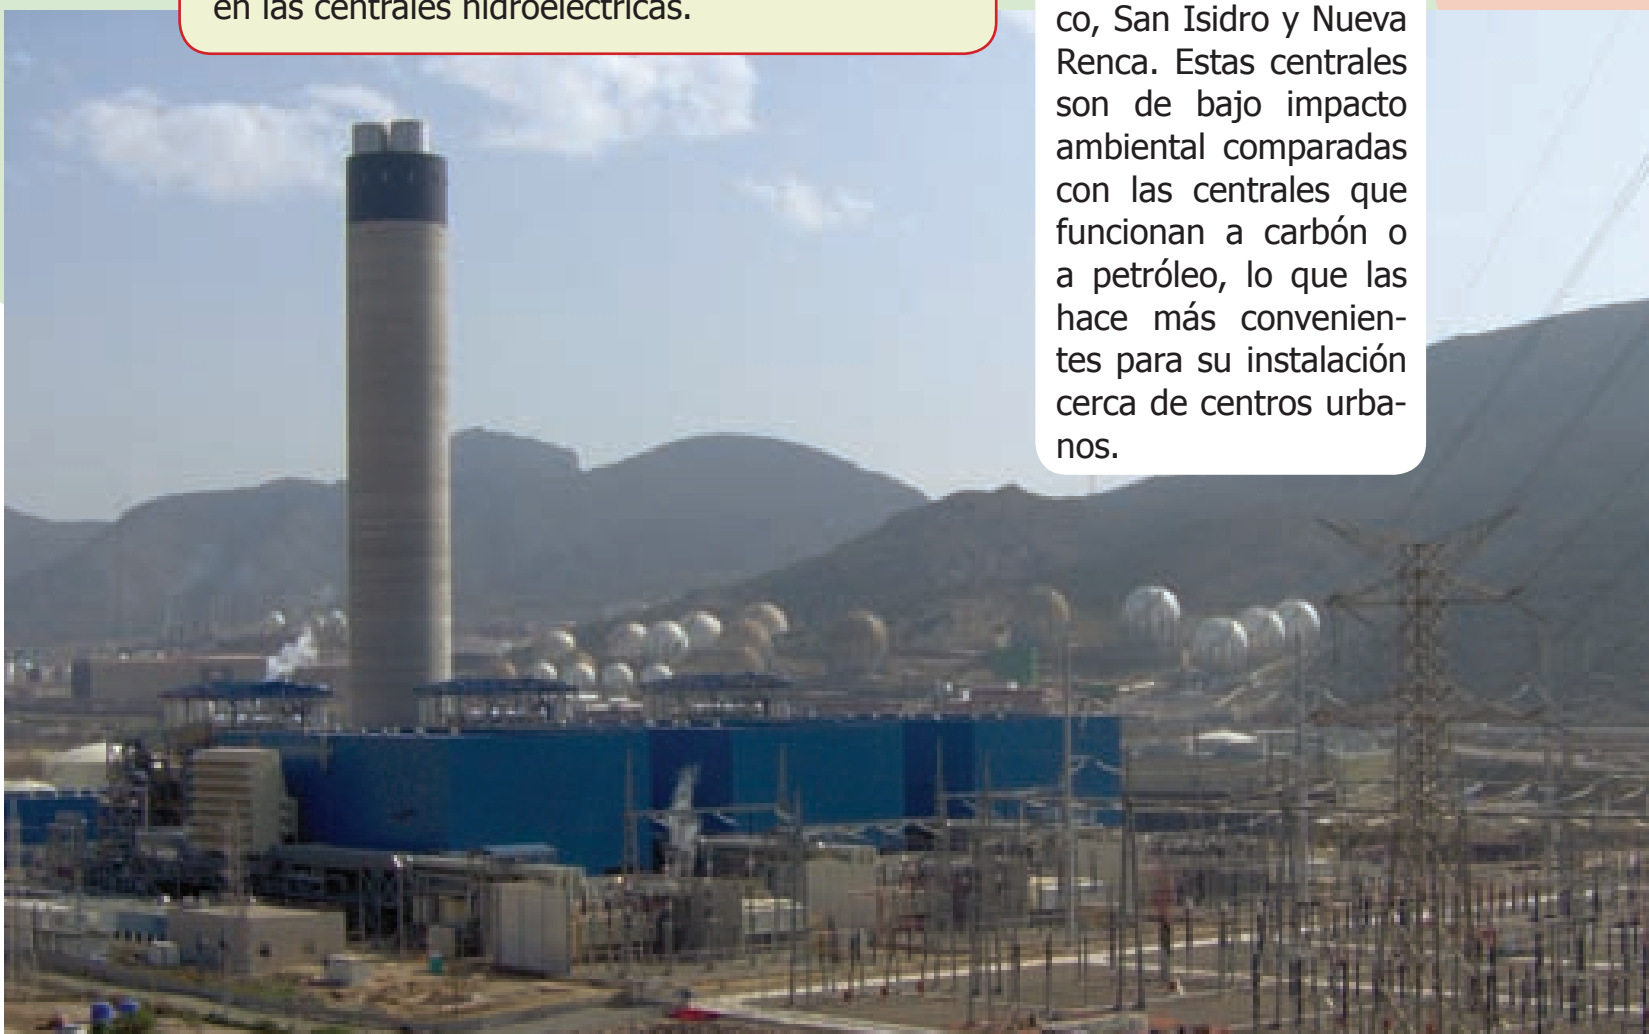 en las centrales hidroeléctricas.
co, San Isidro y Nueva
Renca. Estas centrales
son de bajo impacto
ambiental comparadas
con las centrales que
funcionan a carbón o
a petróleo, lo que las
hace más convenien-
tes para su instalación
cerca de centros urba-
nos.